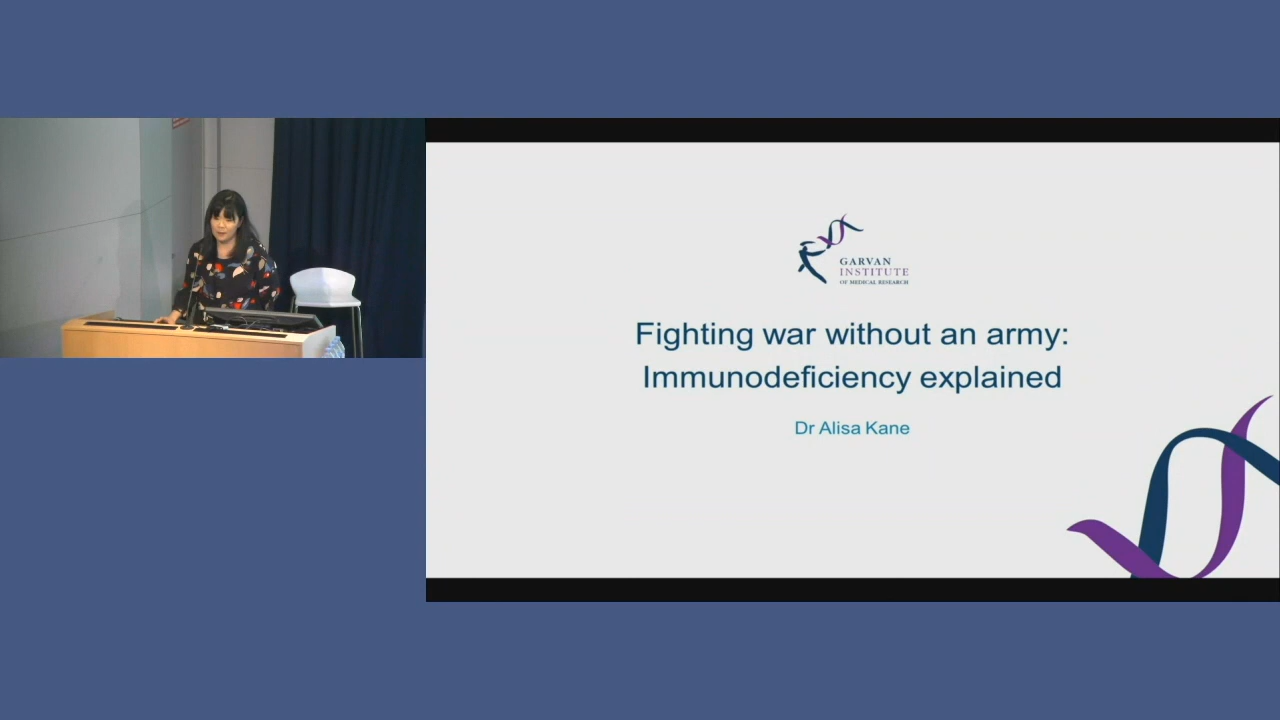 GARVAN
INSTITUTE
OF MEDICAL RESEARCH
Fighting war without an army:
Immunodeficiency explained
Dr Alisa Kane